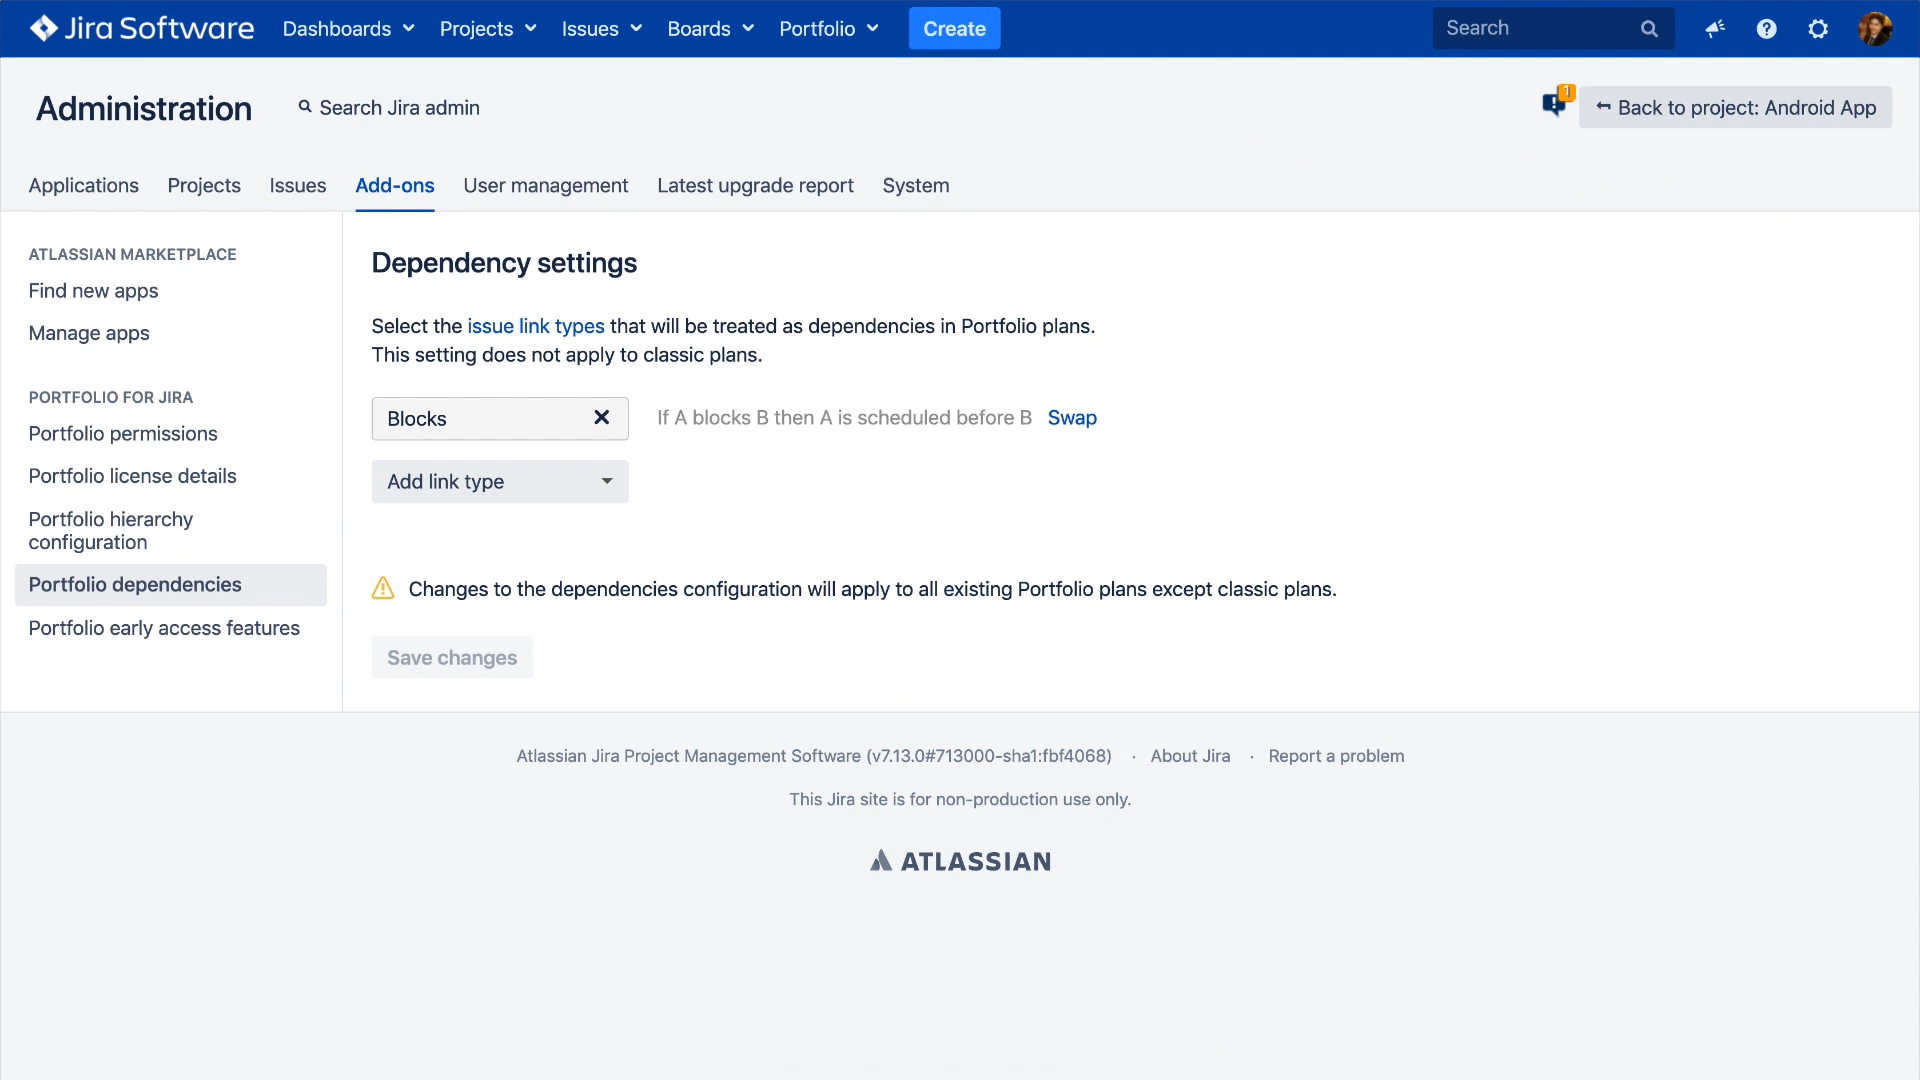 Jira Software Dashboards Projects Issues Boards Portfolio Create Search
Administration Search Jira admin 1 Back to project: Android App
Applications Projects Issues Add-ons User management Latest upgrade report System
ATLASSIAN MARKETPLACE
Find new apps
Manage apps
PORTFOLIO FOR JIRA
Portfolio permissions
Portfolio license details
Portfolio hierarchy
configuration
Portfolio dependencies
Portfolio early access features
Dependency settings
Select the issue link types that will be treated as dependencies in Portfolio plans.
This setting does not apply to classic plans.
Blocks If A blocks B then A is scheduled before B Swap
Add link type
Changes to the dependencies configuration will apply to all existing Portfolio plans except classic plans.
Save changes
Atlassian Jira Project Management Software (v7.13.0#713000-sha1:fbf4068) · About Jira · Report a problem
This Jira site is for non-production use only.
ATLASSIAN